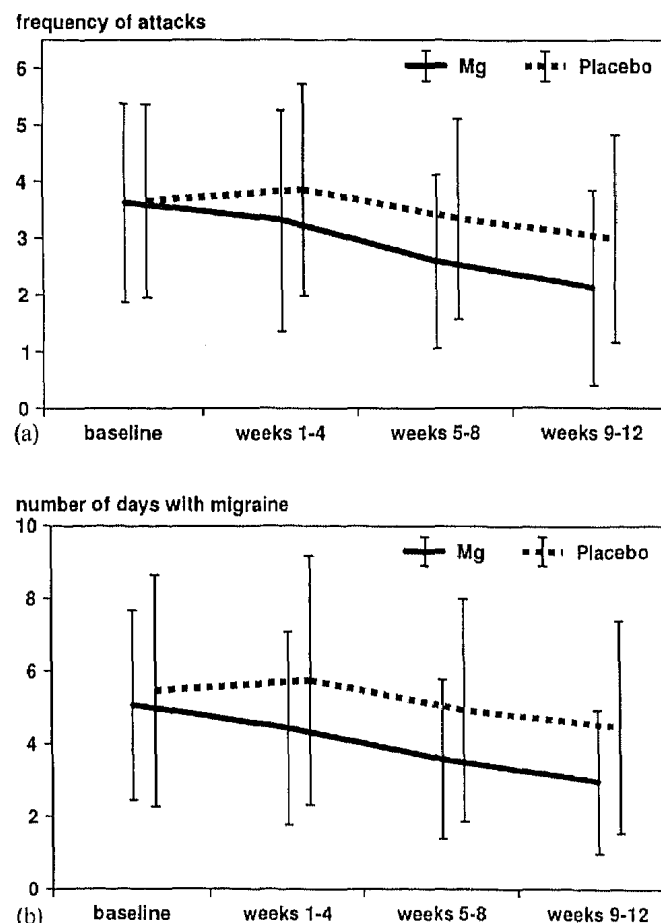 frequency of attacks
6
Mg
Placebo
5
4
3
2
1
0
(a)
baseline
weeks 1-4
weeks 5-8
weeks 9-12
number of days with migraine
10
Mg
Placebo
8
6
4
2
0
(b)
baseline
weeks 1-4
weeks 5-8
weeks 9-12